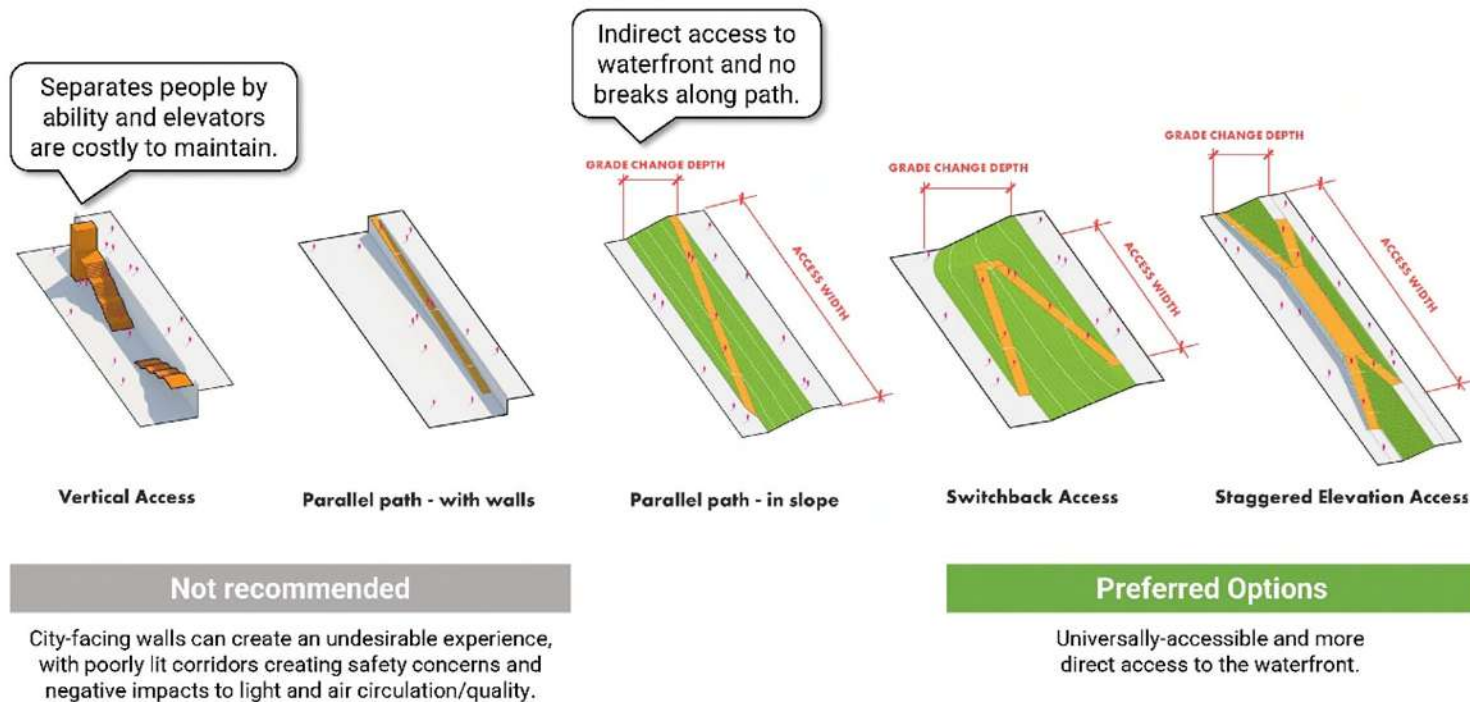 Separates people by
ability and elevators
are costly to maintain.
Indirect access to
waterfront and no
breaks along path.
GRADE CHANGE DEPTH
ACCESS WIDTH
GRADE CHANGE DEPTH
ACCESS WIDTH
GRADE CHANGE DEPTH
ACCESS WIDTH
Vertical Access
Parallel path - with walls
Parallel path - in slope
Switchback Access
Staggered Elevation Access
Not recommended
City-facing walls can create an undesirable experience,
with poorly lit corridors creating safety concerns and
negative impacts to light and air circulation/quality.
Preferred Options
Universally-accessible and more
direct access to the waterfront.